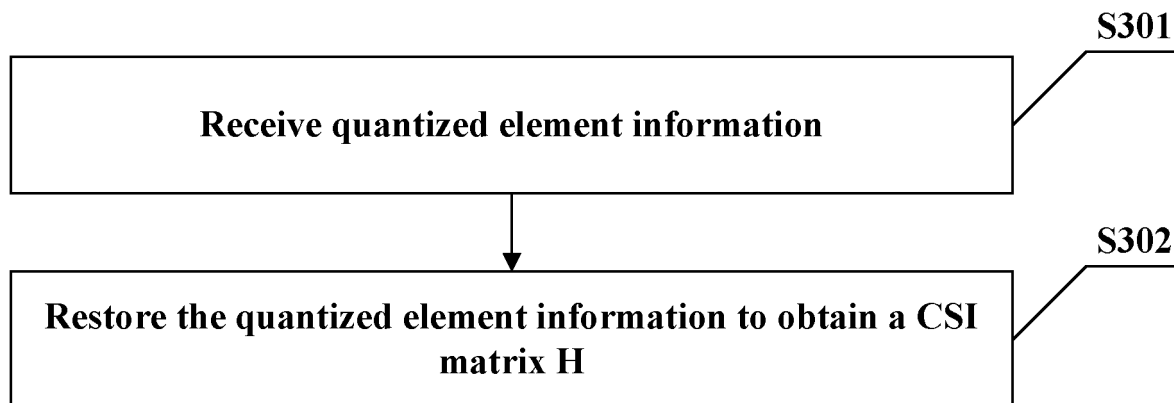 S301
Receive quantized element information
S302
Restore the quantized element information to obtain a CSI
matrix H